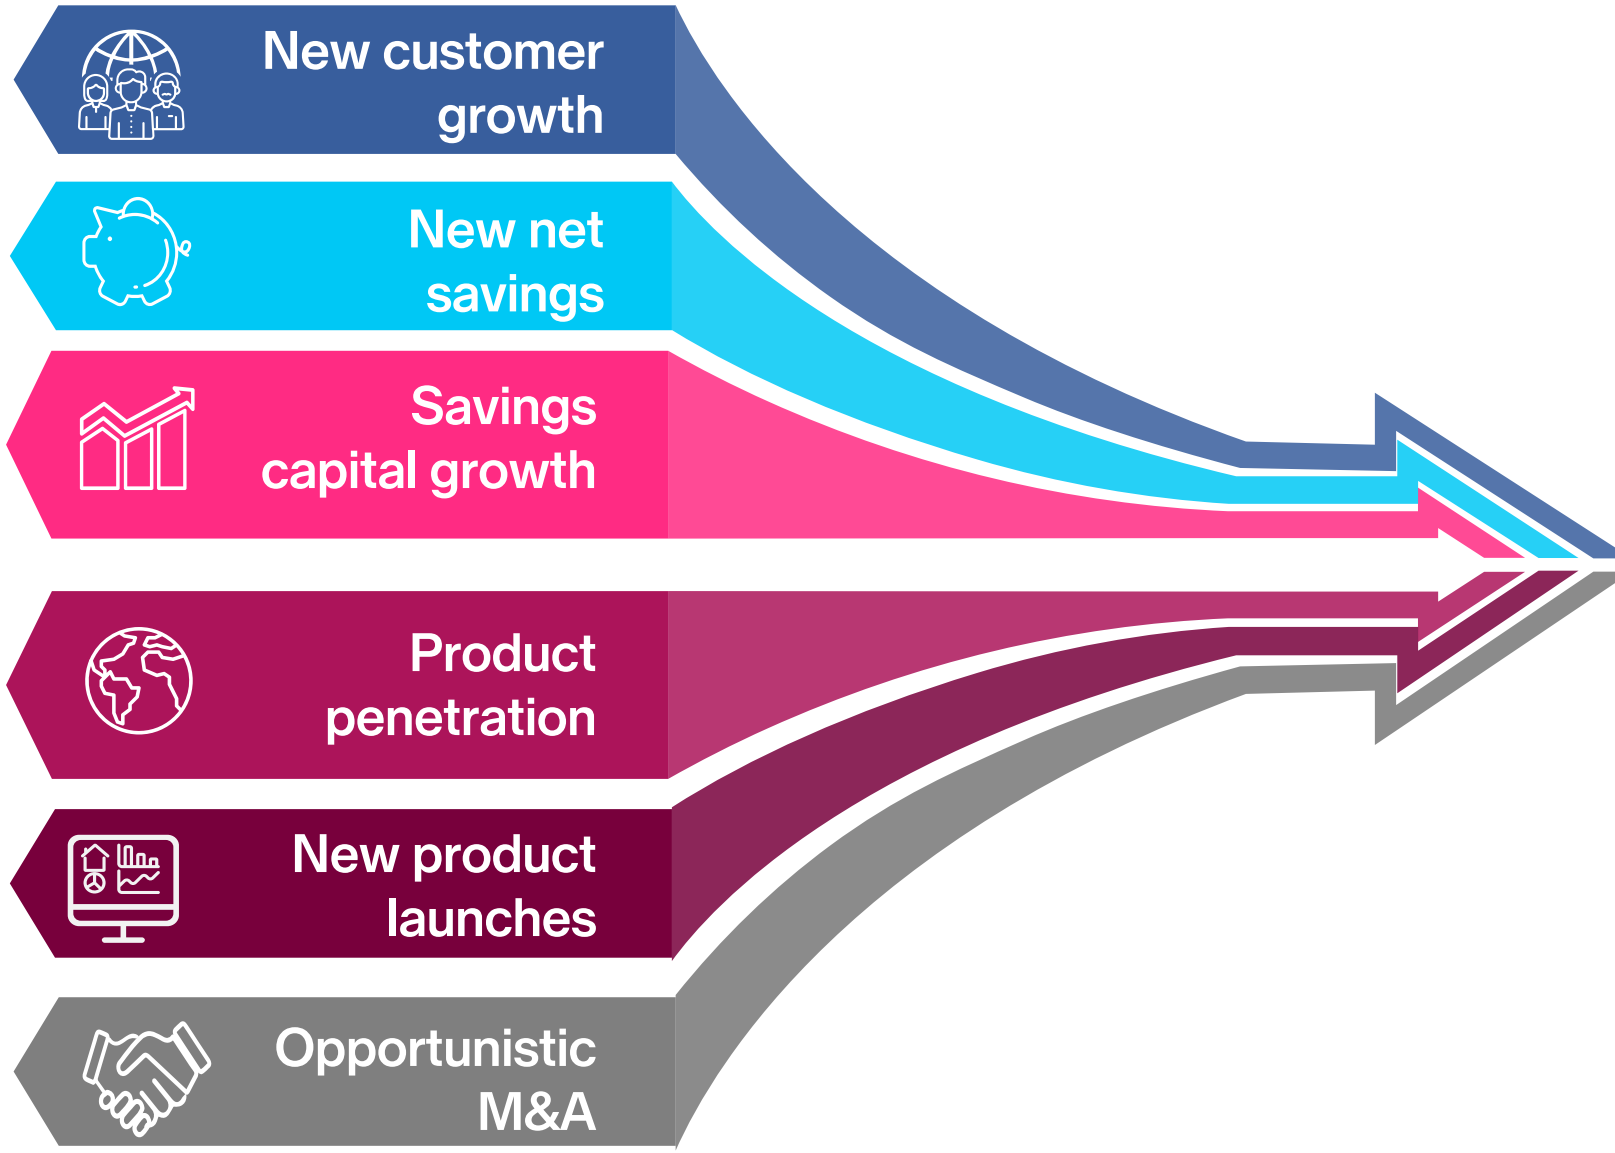 New customer
growth
New net
savings
Savings
capital growth
Product
penetration
New product
launches
Opportunistic
M&A